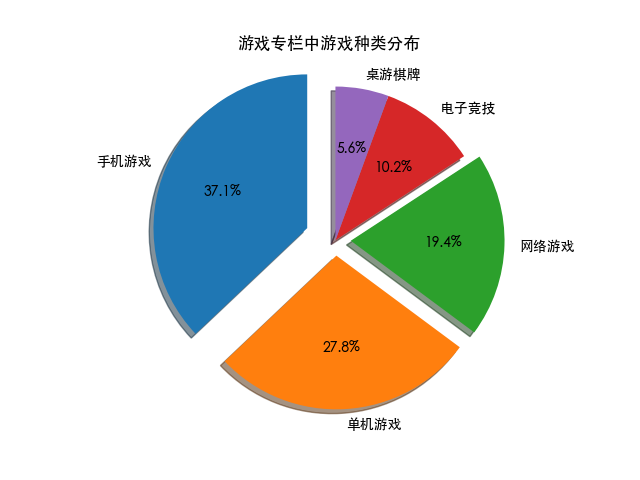 游戏专栏中游戏种类分布
桌游棋牌
电子竞技
手机游戏
5.6%
10.2%
37.1%
19.4%
网络游戏
27.8%
单机游戏